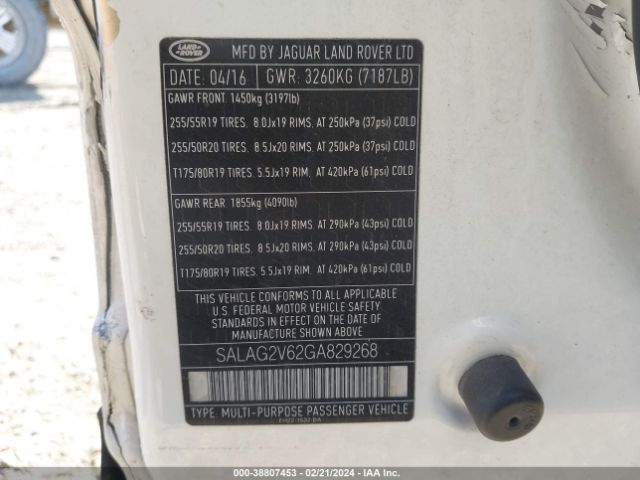 LAND ROVER
MFD BY JAGUAR LAND ROVER LTD
DATE: 04/16 GWR: 3260KG (7187LB)
GAWR FRONT 1450kg (3197lb)
255/55R19 TIRES. 8.0Jx19 RIMS. AT 250kPa (37psi) COLD
255/50R20 TIRES. 8.5Jx20 RIMS. AT 250kPa (37psi) COLD
T175/80R19 TIRES. 5.5Jx19 RIM. AT 420kPa (61psi) COLD
GAWR REAR. 1855kg (4090lb)
255/55R19 TIRES. 8.0Jx19 RIMS. AT 290kPa (43psi) COLD
255/50R20 TIRES. 8.5Jx20 RIMS. AT 290kPa (43psi) COLD
T175/80R19 TIRES. 5.5Jx19 RIM. AT 420kPa (61psi) COLD
THIS VEHICLE CONFORMS TO ALL APPLICABLE
U.S. FEDERAL MOTOR VEHICLE SAFETY
STANDARDS IN EFFECT ON THE DATE OF
MANUFACTURE SHOWN ABOVE
SALAG2V62GA829268
TYPE: MULTI-PURPOSE PASSENGER VEHICLE
000-38807453 - 02/21/2024 - IAA Inc.